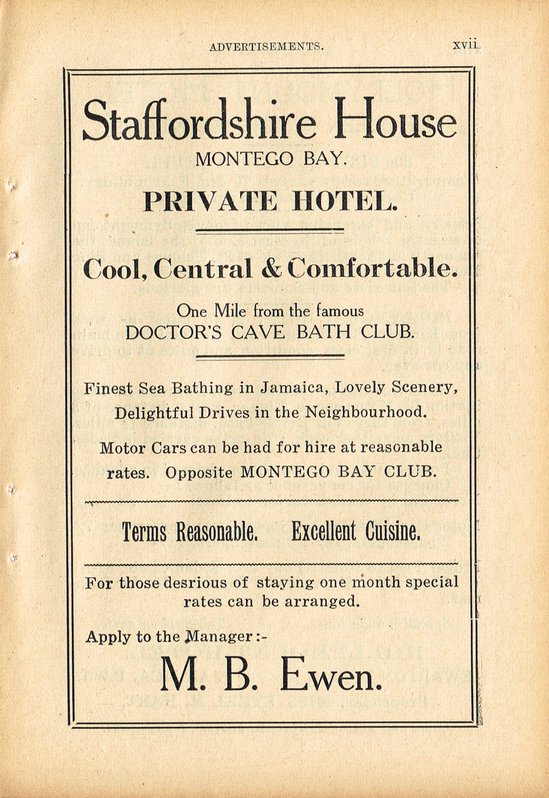 ADVERTISEMENTS. xvii
Staffordshire House
MONTEGO BAY.
PRIVATE HOTEL.
Cool, Central & Comfortable.
One Mile from the famous
DOCTOR'S CAVE BATH CLUB.
Finest Sea Bathing in Jamaica, Lovely Scenery,
Delightful Drives in the Neighbourhood.
Motor Cars can be had for hire at reasonable
rates. Opposite MONTEGO BAY CLUB.
Terms Reasonable. Excellent Cuisine.
For those desrious of staying one month special
rates can be arranged.
Apply to the Manager:-
M. B. Ewen.